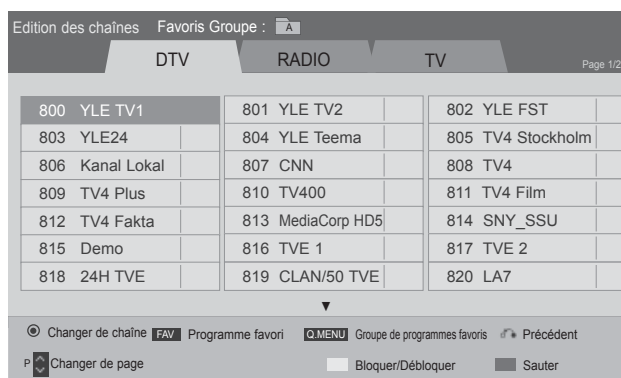 Edition des chaînes Favoris Groupe : A
DTV RADIO TV Page 1/2
800 YLE TV1 801 YLE TV2 802 YLE FST
803 YLE24 804 YLE Teema 805 TV4 Stockholm
806 Kanal Lokal 807 CNN 808 TV4
809 TV4 Plus 810 TV400 811 TV4 Film
812 TV4 Fakta 813 MediaCorp HD5 814 SNY_SSU
815 Demo 816 TVE 1 817 TVE 2
818 24H TVE 819 CLAN/50 TVE 820 LA7
Changer de chaîne FAV Programme favori Q.MENU Groupe de programmes favoris Précédent
P Changer de page Bloquer/Débloquer Sauter